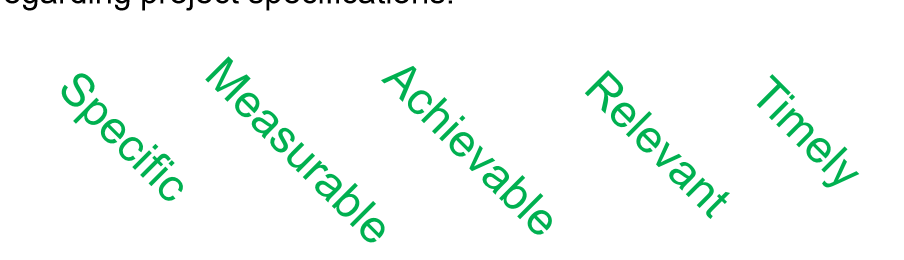 egarding project specifications.
Specific
Measurable
Achievable
Relevant
Timely